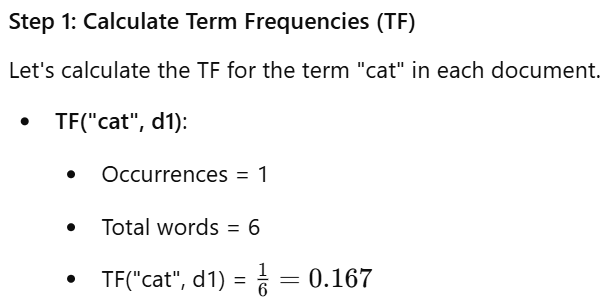 Step 1: Calculate Term Frequencies (TF)
Let's calculate the TF for the term "cat" in each document.
• TF("cat", d1):
• Occurrences = 1
• Total words = 6
• TF("cat", d1) = 1/6 = 0.167